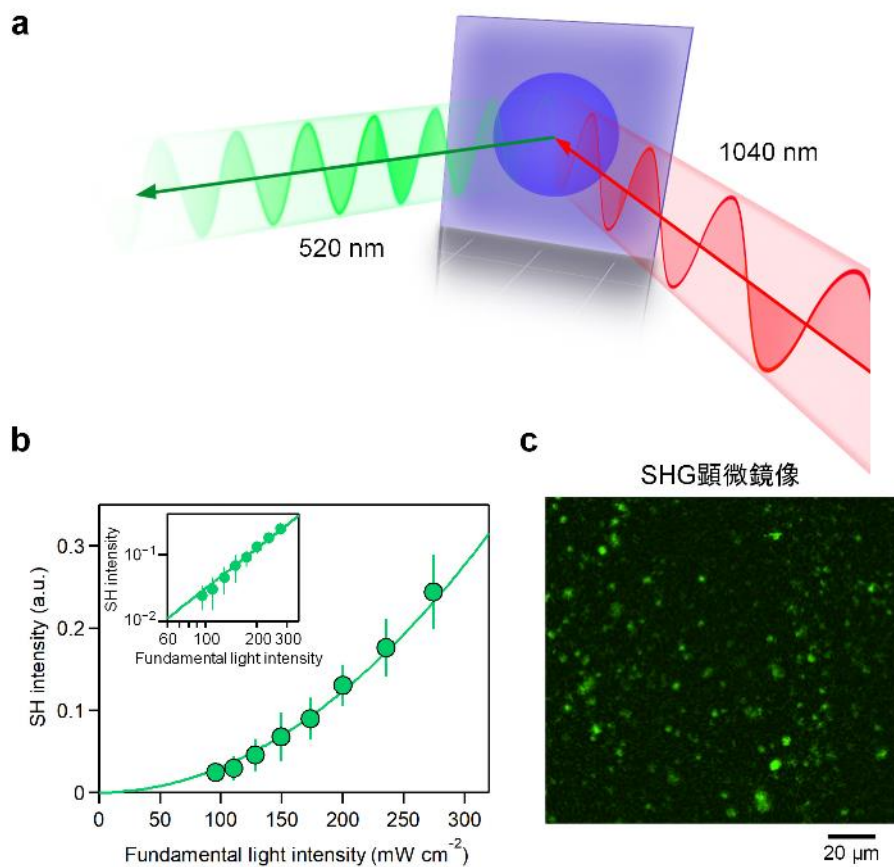 a
1040 nm
520 nm
b
SH intensity (a.u.)
0.3
0.2
0.1
0
0
50
100
150
200
250
300
Fundamental light intensity (mW cm⁻²)
SH intensity
10⁻¹
10⁻²
60
100
200
300
Fundamental light intensity
c
SHG顕微鏡像
20 μm